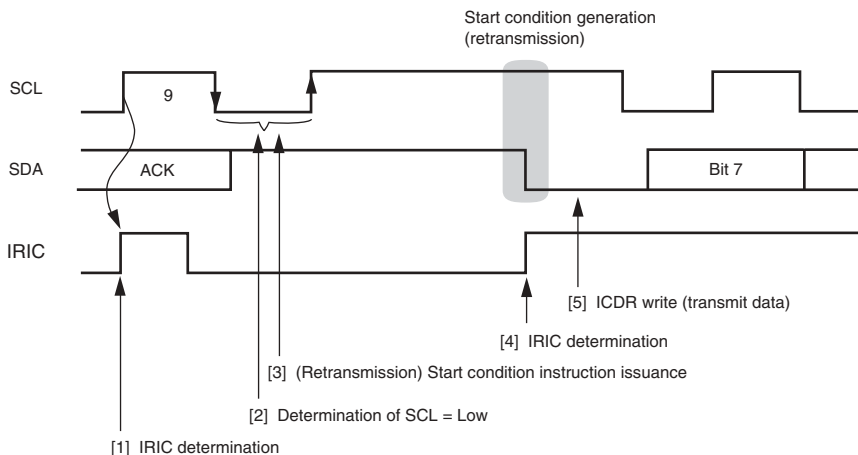 Start condition generation
(retransmission)
SCL
9
SDA
ACK
Bit 7
IRIC
[5] ICDR write (transmit data)
[4] IRIC determination
[3] (Retransmission) Start condition instruction issuance
[2] Determination of SCL = Low
[1] IRIC determination